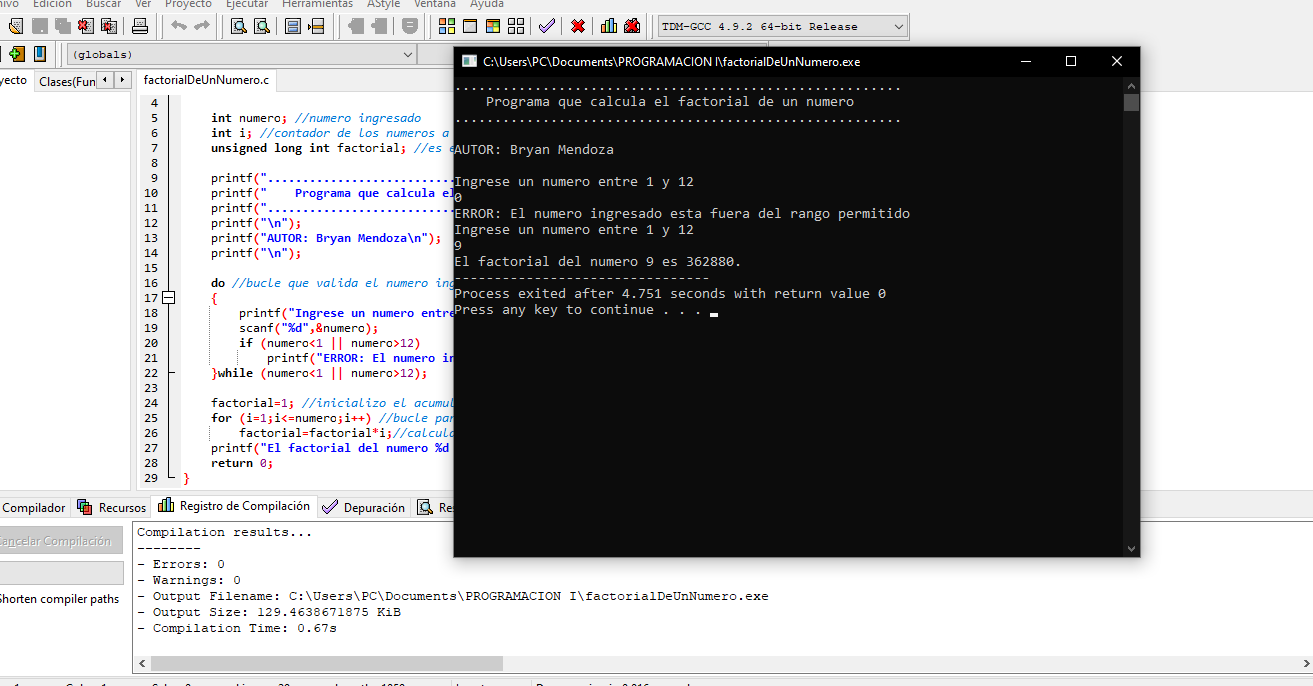 Edición Buscar Ver Proyecto Ejecutar Herramientas AStyle Ventana Ayuda
TDM-GCC 4.9.2 64-bit Release
(globals)
Clases(Fun
factorialDeUnNumero.c
4
5 int numero; //numero ingresado
6 int i; //contador de los numeros a
7 unsigned long int factorial; //es
8
9 printf("........................
10 printf("    Programa que calcula el
11 printf("........................
12 printf("\n");
13 printf("AUTOR: Bryan Mendoza\n");
14 printf("\n");
15
16 do //bucle que valida el numero ing
17 {
18 printf("Ingrese un numero entre
19 scanf("%d",&numero);
20 if (numero<1 || numero>12)
21 printf("ERROR: El numero in
22 }while (numero<1 || numero>12);
23
24 factorial=1; //inicializo el acumul
25 for (i=1;i<=numero;i++) //bucle par
26 factorial=factorial*i;//calcula
27 printf("El factorial del numero %d
28 return 0;
29 }
C:\Users\PC\Documents\PROGRAMACION I\factorialDeUnNumero.exe
........................................................
Programa que calcula el factorial de un numero
........................................................
AUTOR: Bryan Mendoza
Ingrese un numero entre 1 y 12
0
ERROR: El numero ingresado esta fuera del rango permitido
Ingrese un numero entre 1 y 12
9
El factorial del numero 9 es 362880.
--------------------------------
Process exited after 4.751 seconds with return value 0
Press any key to continue . . .
Compilador Recursos Registro de Compilación Depuración
Cancelar Compilación
Shorten compiler paths
Compilation results...
--------
- Errors: 0
- Warnings: 0
- Output Filename: C:\Users\PC\Documents\PROGRAMACION I\factorialDeUnNumero.exe
- Output Size: 129.4638671875 KiB
- Compilation Time: 0.67s